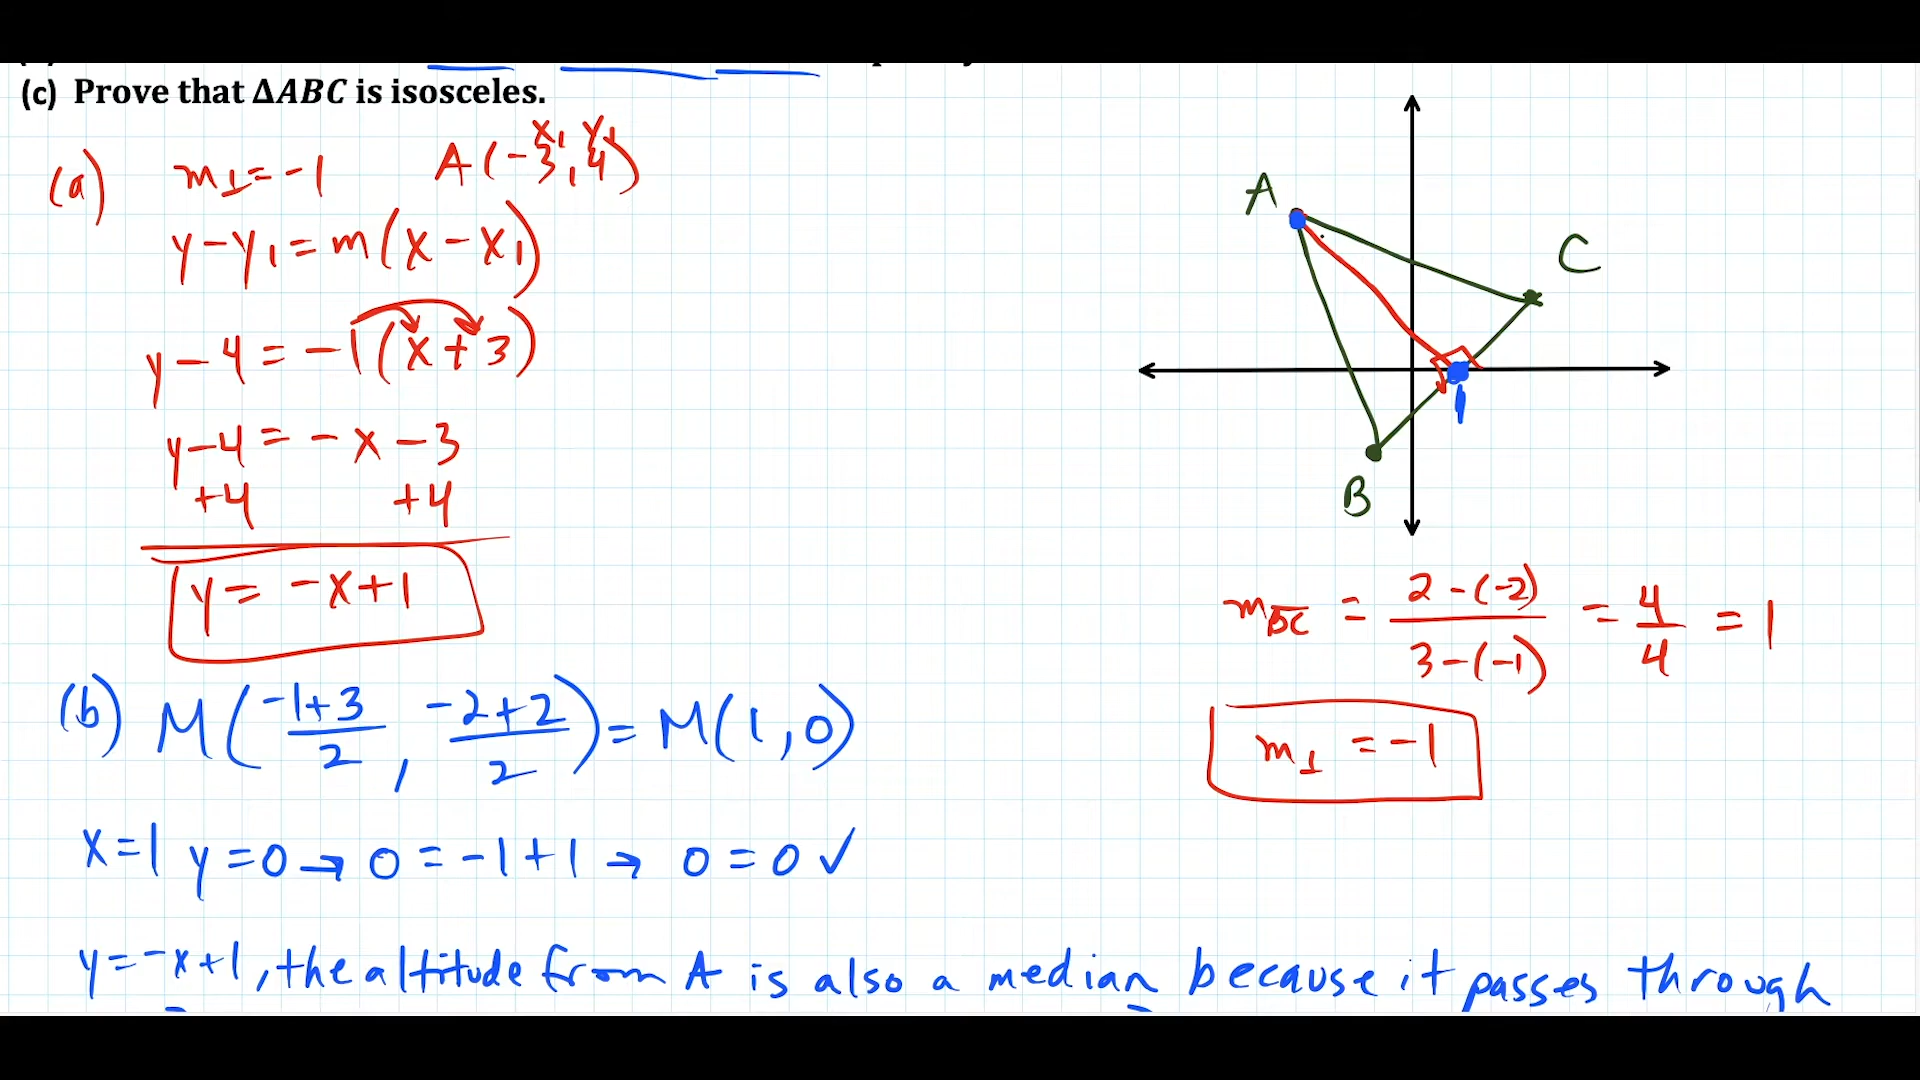 (c) Prove that ΔABC is isosceles.
(a) m⊥ = -1 A(-3, 4)
x₁ y₁
y - y₁ = m(x - x₁)
y - 4 = -1(x + 3)
y - 4 = -x - 3
+4 +4
y = -x + 1
(b) M(-1+3/2, -2+2/2) = M(1, 0)
x = 1 y = 0 → 0 = -1 + 1 → 0 = 0 ✓
y = -x + 1, the altitude from A is also a median because it passes through
A
C
B
1
m BC = 2-(-2)/3-(-1) = 4/4 = 1
m⊥ = -1